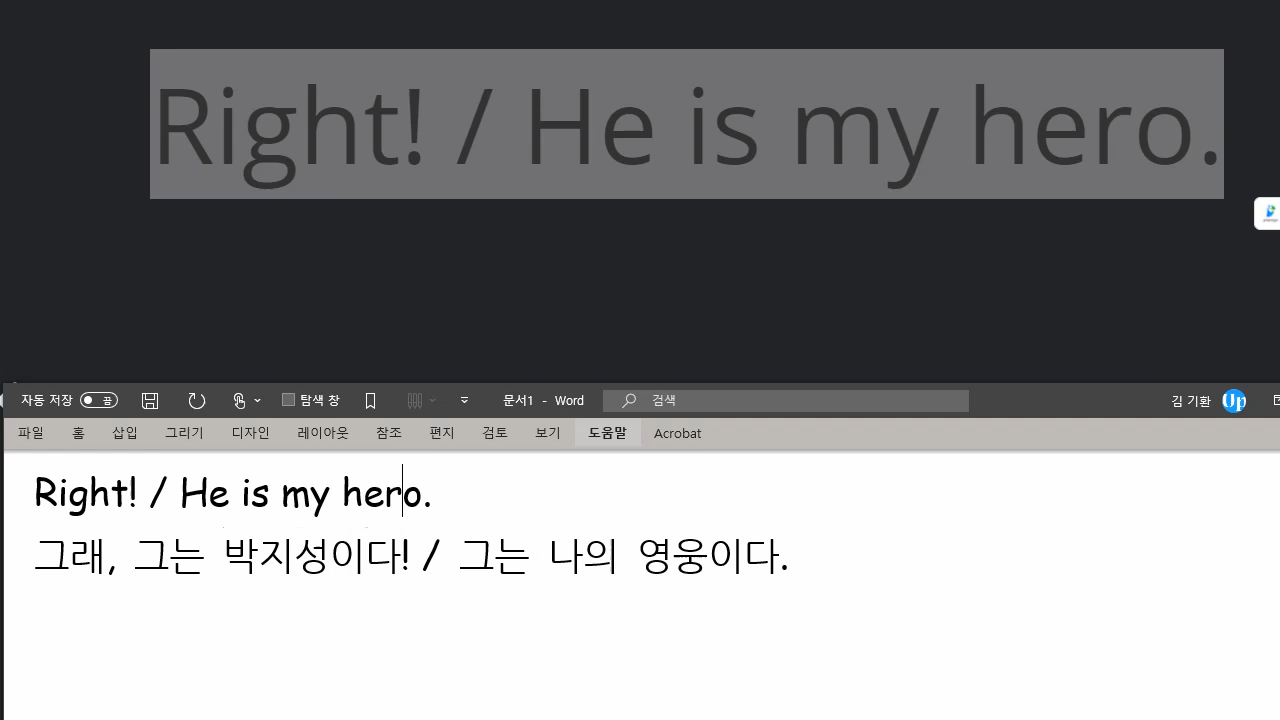 Right! / He is my hero.
자동 저장 끔 탐색 창 문서1 - Word 검색 김 기환 Up
파일 홈 삽입 그리기 디자인 레이아웃 참조 편지 검토 보기 도움말 Acrobat
Right! / He is my hero.
그래, 그는 박지성이다! / 그는 나의 영웅이다.